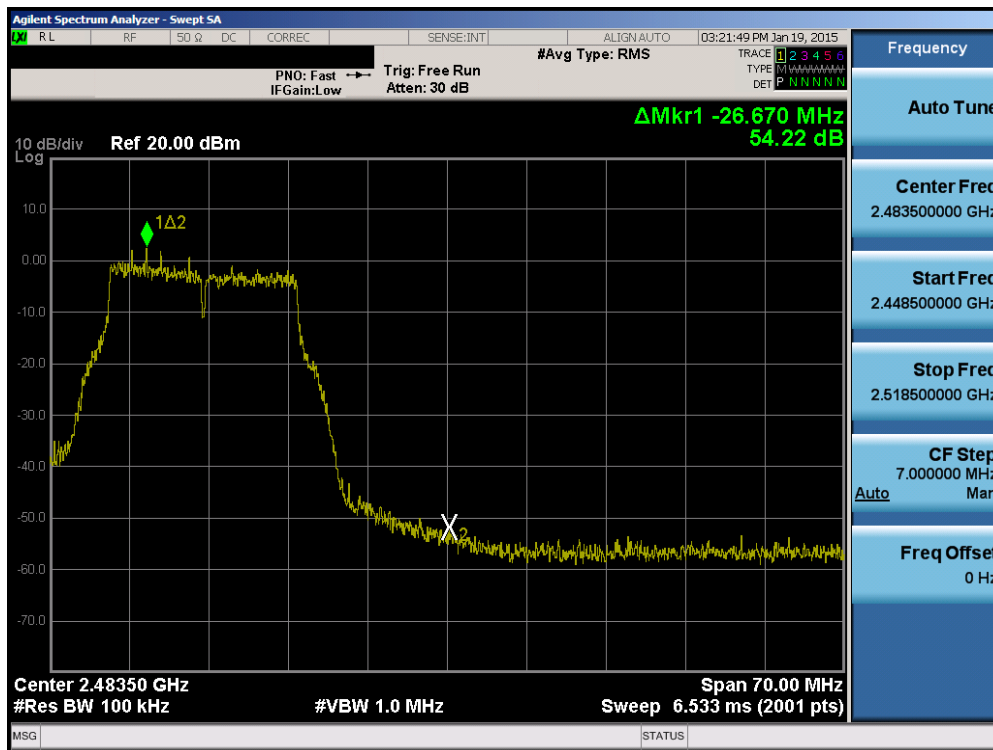 Agilent Spectrum Analyzer - Swept SA
LXI RL RF 50 Ω DC CORREC SENSE:INT ALIGN AUTO 03:21:49 PM Jan 19, 2015
Frequency
#Avg Type: RMS
TRACE 1 2 3 4 5 6
PNO: Fast Trig: Free Run
TYPE M WWWWW
IFGain:Low Atten: 30 dB
DET P N N N N N
Auto Tune
ΔMkr1 -26.670 MHz
54.22 dB
10 dB/div Ref 20.00 dBm
Log
1Δ2
10.0
0.00
-10.0
-20.0
-30.0
-40.0
-50.0
-60.0
-70.0
X2
Center Freq
2.483500000 GHz
Start Freq
2.448500000 GHz
Stop Freq
2.518500000 GHz
CF Step
7.000000 MHz
Auto Man
Freq Offset
0 Hz
Center 2.48350 GHz Span 70.00 MHz
#Res BW 100 kHz #VBW 1.0 MHz Sweep 6.533 ms (2001 pts)
MSG STATUS